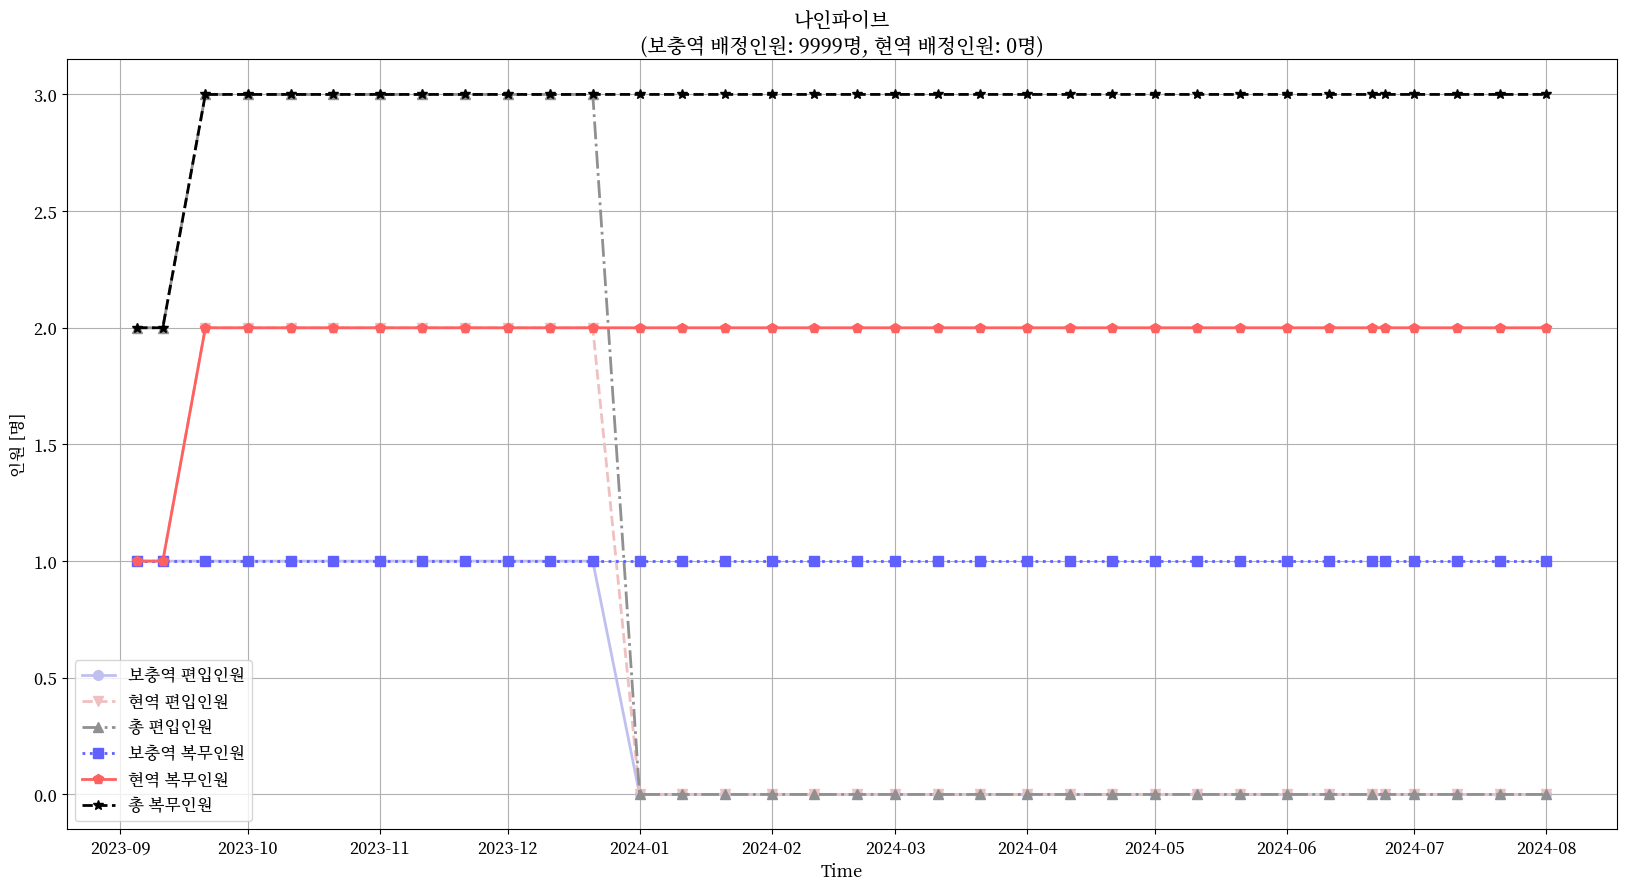 나인파이브
(보충역 배정인원: 9999명, 현역 배정인원: 0명)
3.0
2.5
2.0
1.5
1.0
0.5
0.0
인원 [명]
보충역 편입인원
현역 편입인원
총 편입인원
보충역 복무인원
현역 복무인원
총 복무인원
2023-09 2023-10 2023-11 2023-12 2024-01 2024-02 2024-03 2024-04 2024-05 2024-06 2024-07 2024-08
Time